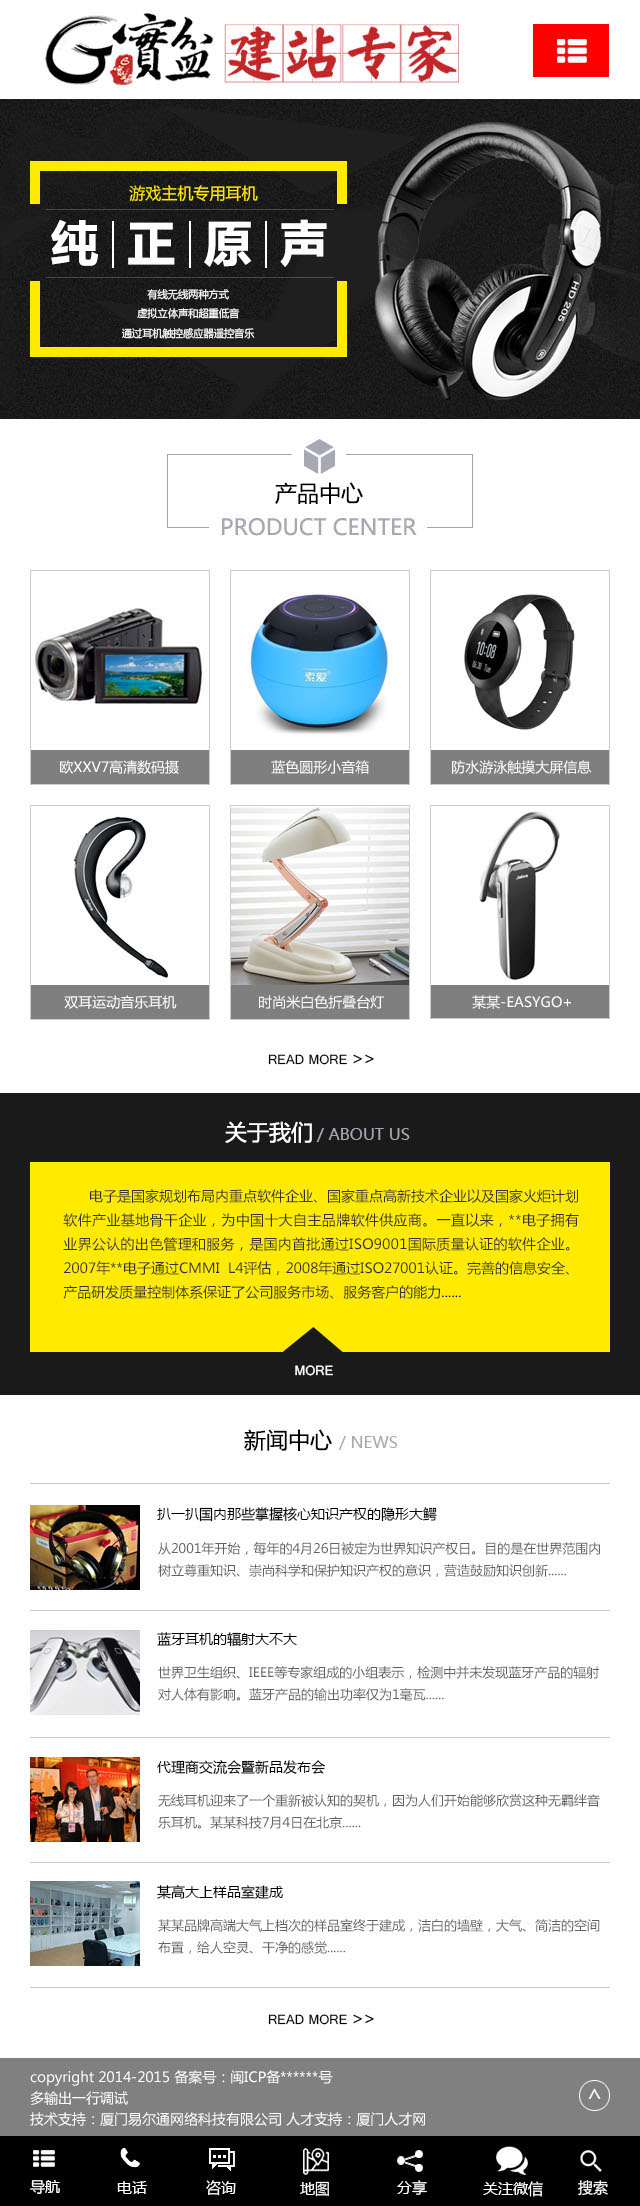 G寶盆 建站专家
游戏主机专用耳机
纯正原声
有线无线两种方式
虚拟立体声和超重低音
通过耳机触控感应器遥控音乐
HD 205
®
产品中心
PRODUCT CENTER
索爱
10:08
06.30 Tue
欧XXV7高清数码摄
蓝色圆形小音箱
防水游泳触摸大屏信息
Jabra
Jabra
双耳运动音乐耳机
时尚米白色折叠台灯
某某-EASYGO+
READ MORE >>
关于我们 / ABOUT US
电子是国家规划布局内重点软件企业、国家重点高新技术企业以及国家火炬计划
软件产业基地骨干企业，为中国十大自主品牌软件供应商。一直以来，**电子拥有
业界公认的出色管理和服务，是国内首批通过ISO9001国际质量认证的软件企业。
2007年**电子通过CMMI L4评估，2008年通过ISO27001认证。完善的信息安全、
产品研发质量控制体系保证了公司服务市场、服务客户的能力......
MORE
新闻中心 / NEWS
扒一扒国内那些掌握核心知识产权的隐形大鳄
从2001年开始，每年的4月26日被定为世界知识产权日。目的是在世界范围内
树立尊重知识、崇尚科学和保护知识产权的意识，营造鼓励知识创新......
蓝牙耳机的辐射大不大
世界卫生组织、IEEE等专家组成的小组表示，检测中并未发现蓝牙产品的辐射
对人体有影响。蓝牙产品的输出功率仅为1毫瓦......
代理商交流会暨新品发布会
无线耳机迎来了一个重新被认知的契机，因为人们开始能够欣赏这种无羁绊音
乐耳机。某某科技7月4日在北京......
某高大上样品室建成
某某品牌高端大气上档次的样品室终于建成，洁白的墙壁，大气、简洁的空间
布置，给人空灵、干净的感觉......
READ MORE >>
copyright 2014-2015 备案号：闽ICP备******号
多输出一行调试
技术支持：厦门易尔通网络科技有限公司 人才支持：厦门人才网
导航 电话 咨询 地图 分享 关注微信 搜索